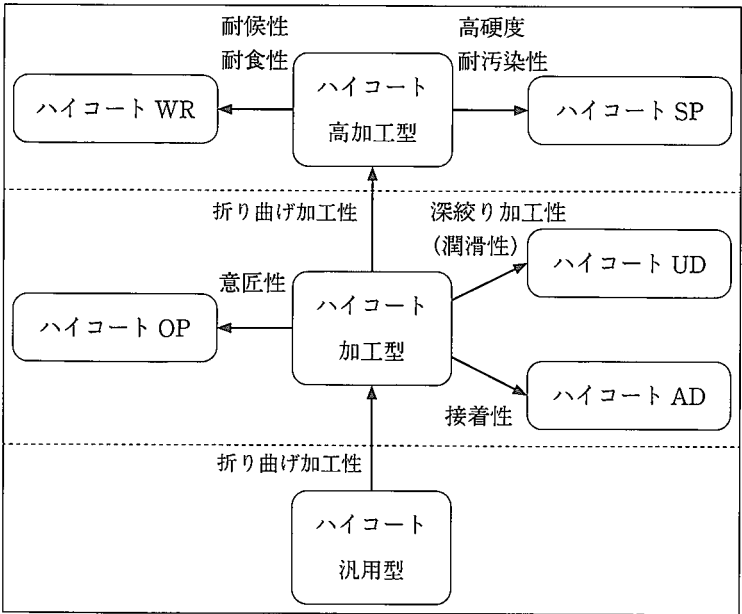 耐候性
耐食性
高硬度
耐汚染性
ハイコート WR
ハイコート
高加工型
ハイコート SP
折り曲げ加工性
深絞り加工性
(潤滑性)
ハイコート UD
意匠性
ハイコート OP
ハイコート
加工型
ハイコート AD
接着性
折り曲げ加工性
ハイコート
汎用型